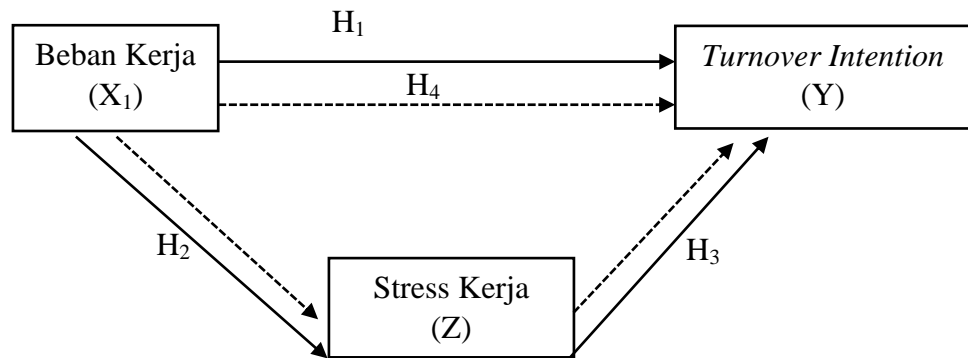 H₁
Beban Kerja
(X₁)
Turnover Intention
(Y)
H₄
H₂
H₃
Stress Kerja
(Z)